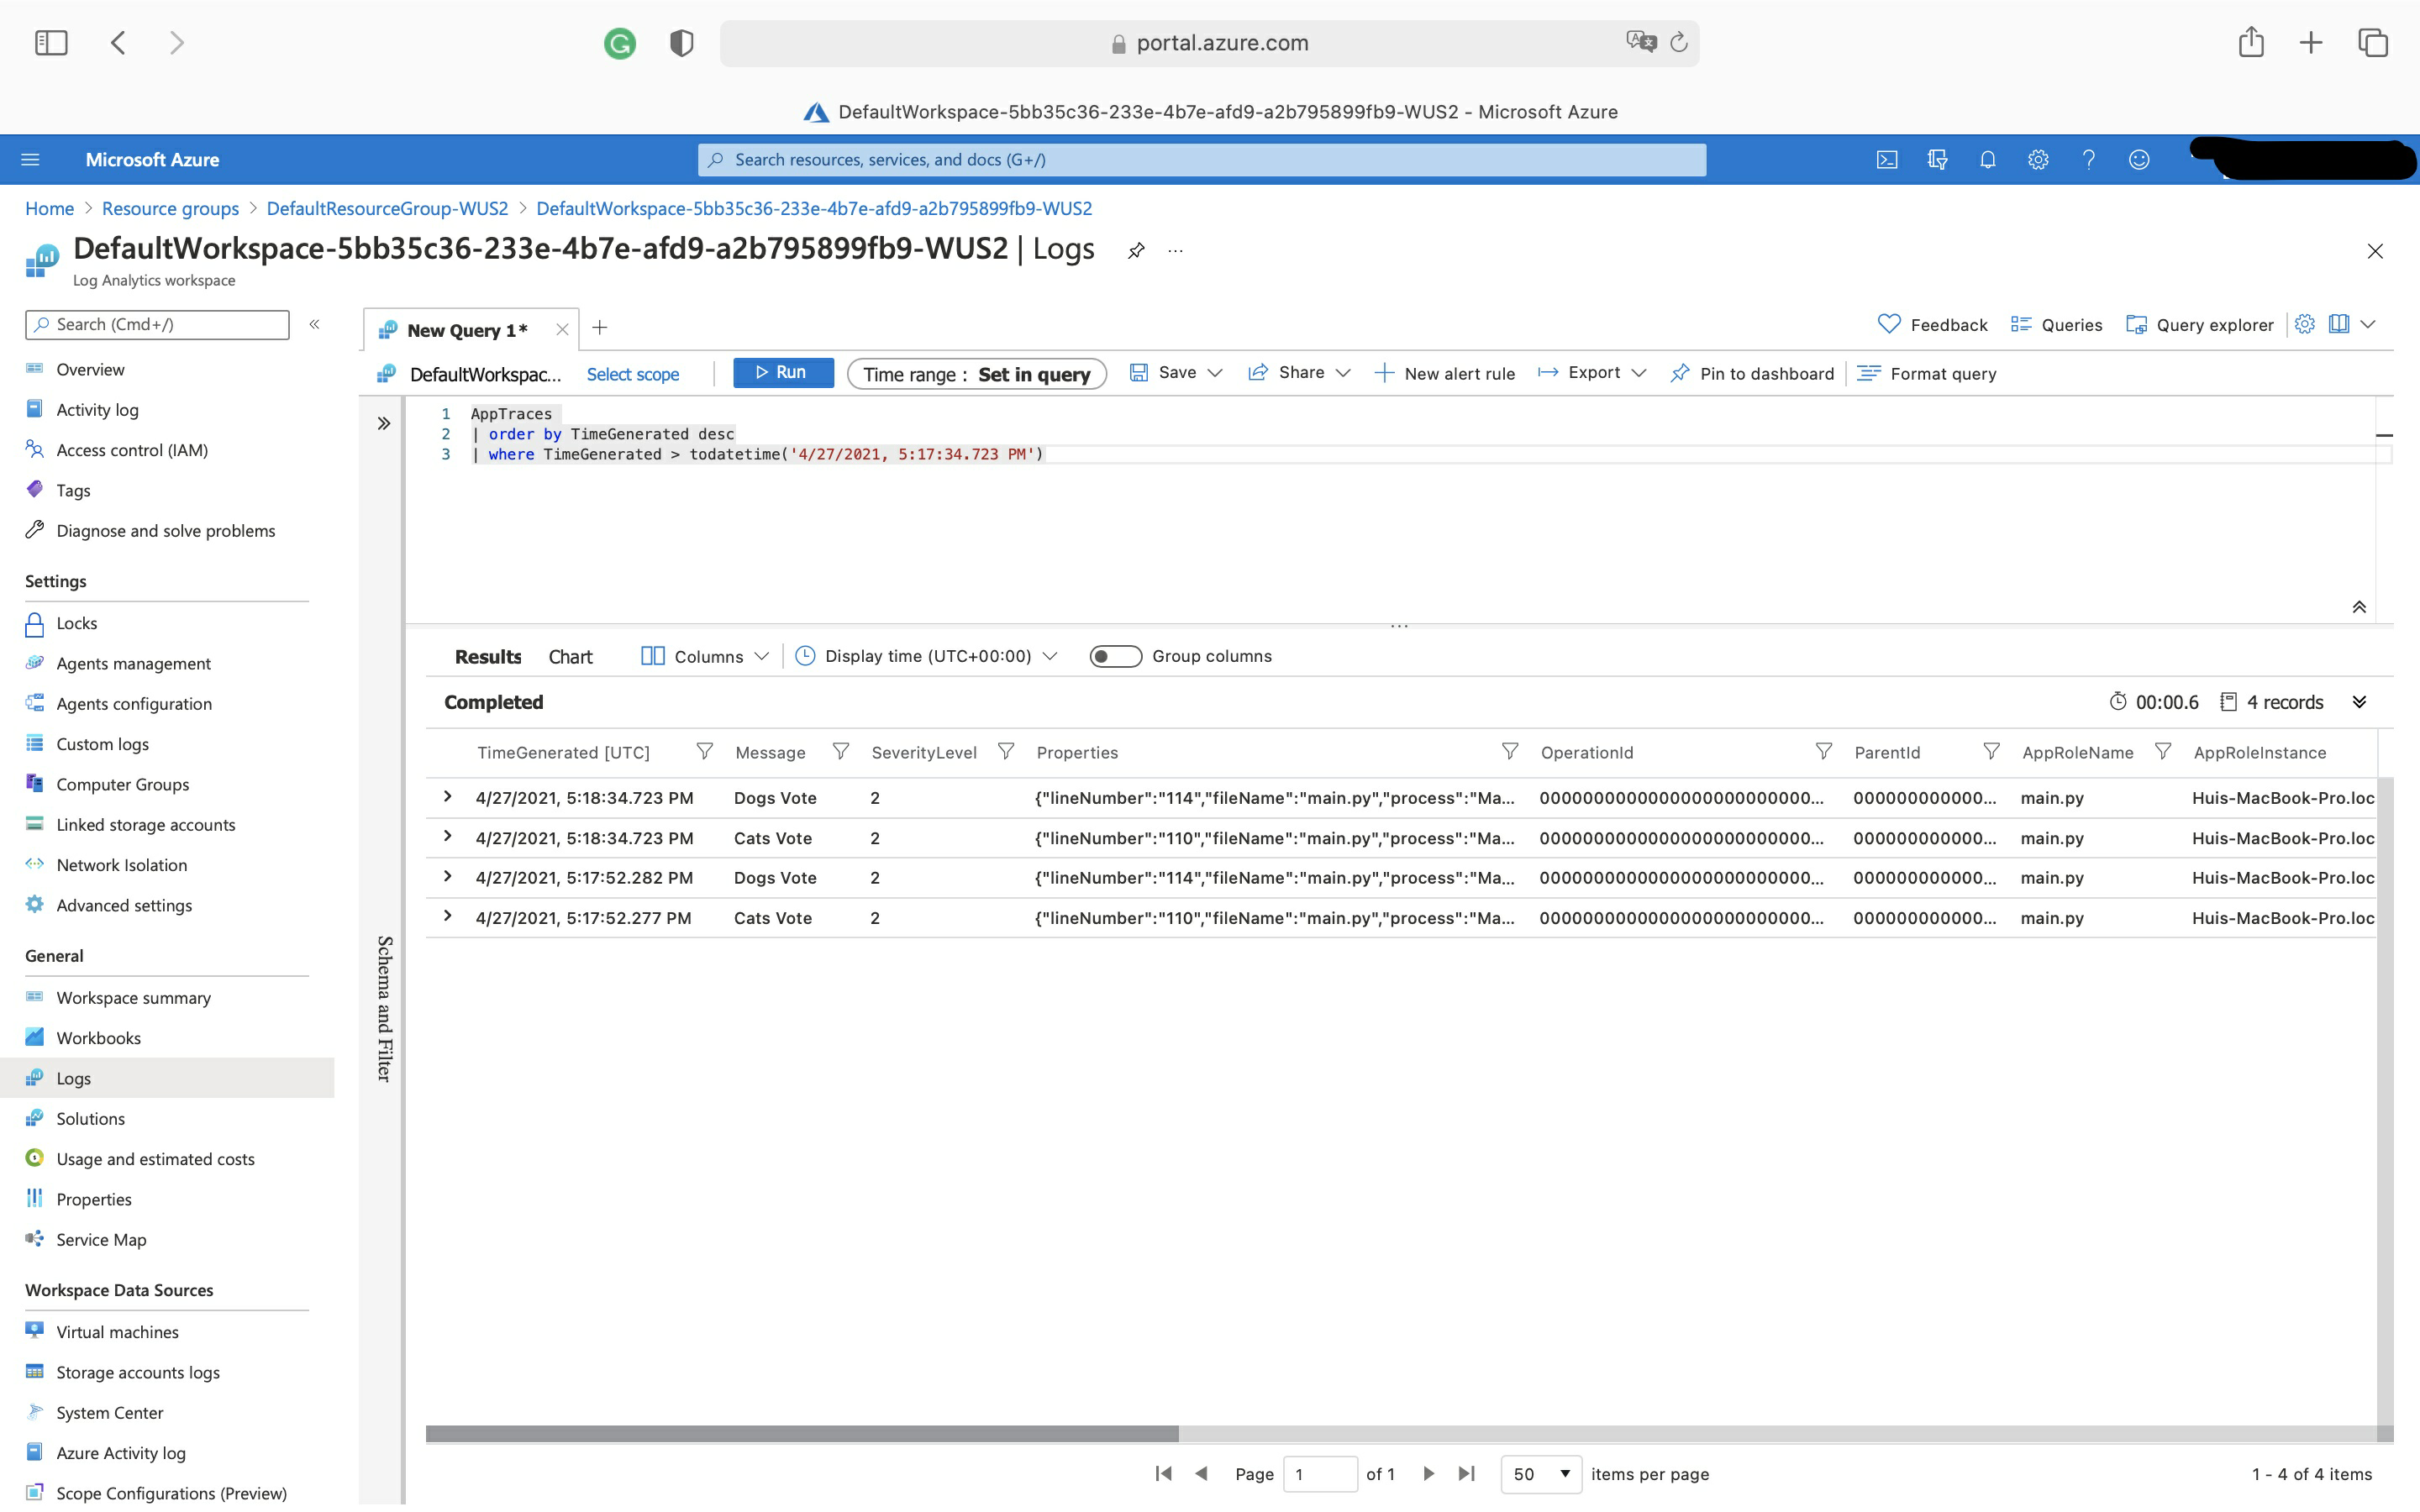 portal.azure.com
DefaultWorkspace-5bb35c36-233e-4b7e-afd9-a2b795899fb9-WUS2 - Microsoft Azure
Microsoft Azure
Search resources, services, and docs (G+/)
Home > Resource groups > DefaultResourceGroup-WUS2 > DefaultWorkspace-5bb35c36-233e-4b7e-afd9-a2b795899fb9-WUS2
DefaultWorkspace-5bb35c36-233e-4b7e-afd9-a2b795899fb9-WUS2 | Logs ...
Log Analytics workspace
Search (Cmd+/) «
Overview
Activity log
Access control (IAM)
Tags
Diagnose and solve problems
Settings
Locks
Agents management
Agents configuration
Custom logs
Computer Groups
Linked storage accounts
Network Isolation
Advanced settings
General
Workspace summary
Workbooks
Logs
Solutions
Usage and estimated costs
Properties
Service Map
Workspace Data Sources
Virtual machines
Storage accounts logs
System Center
Azure Activity log
Scope Configurations (Preview)
New Query 1*
Feedback Queries Query explorer
DefaultWorkspac... Select scope Run Time range : Set in query Save Share New alert rule Export Pin to dashboard Format query
Schema and Filter
1 AppTraces
2 | order by TimeGenerated desc
3 | where TimeGenerated > todatetime('4/27/2021, 5:17:34.723 PM')
Results Chart Columns Display time (UTC+00:00) Group columns
Completed 00:00.6 4 records
TimeGenerated [UTC] Message SeverityLevel Properties OperationId ParentId AppRoleName AppRoleInstance
4/27/2021, 5:18:34.723 PM Dogs Vote 2 {"lineNumber":"114","fileName":"main.py","process":"Ma... 00000000000000000000000000... 000000000000... main.py Huis-MacBook-Pro.loc
4/27/2021, 5:18:34.723 PM Cats Vote 2 {"lineNumber":"110","fileName":"main.py","process":"Ma... 00000000000000000000000000... 000000000000... main.py Huis-MacBook-Pro.loc
4/27/2021, 5:17:52.282 PM Dogs Vote 2 {"lineNumber":"114","fileName":"main.py","process":"Ma... 00000000000000000000000000... 000000000000... main.py Huis-MacBook-Pro.loc
4/27/2021, 5:17:52.277 PM Cats Vote 2 {"lineNumber":"110","fileName":"main.py","process":"Ma... 00000000000000000000000000... 000000000000... main.py Huis-MacBook-Pro.loc
Page 1 of 1 50 items per page 1 - 4 of 4 items